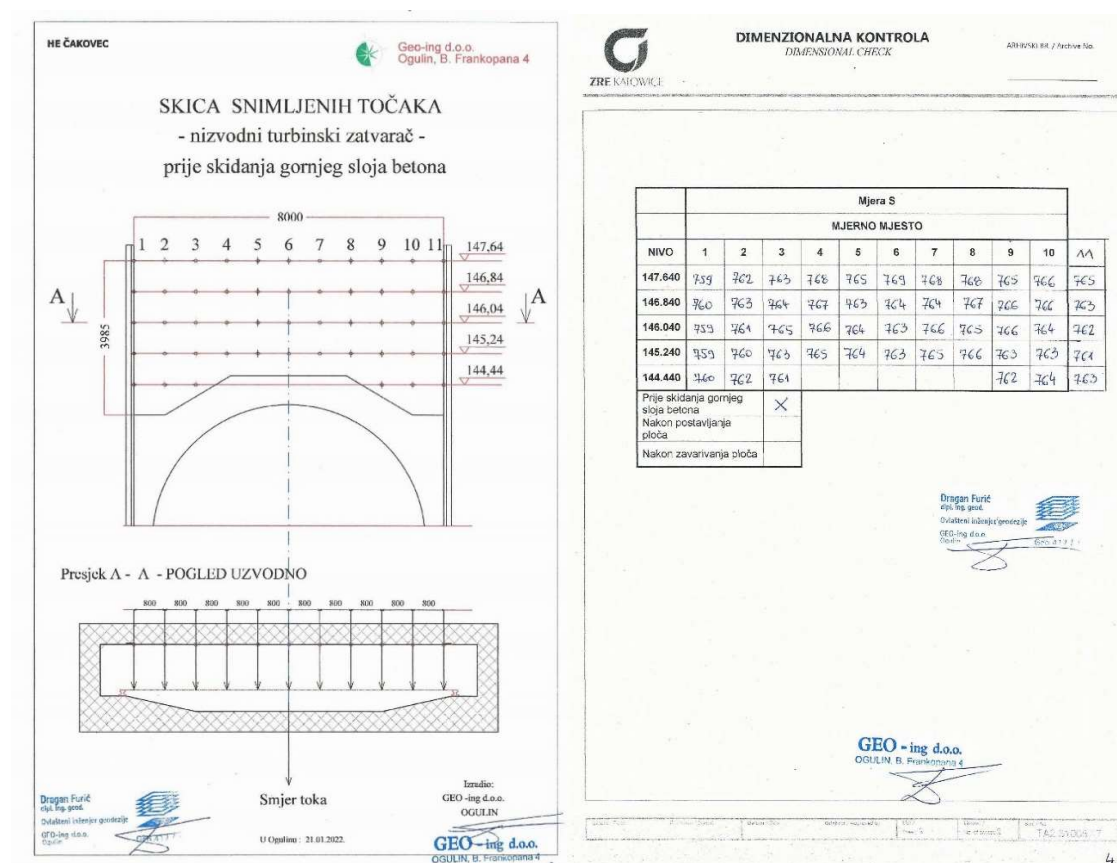 HE ČAKOVEC
Geo-ing d.o.o.
Ogulin, B. Frankopana 4
SKICA SNIMLJENIH TOČAKA
- nizvodni turbinski zatvarač -
prije skidanja gornjeg sloja betona
8000
1 2 3 4 5 6 7 8 9 10 11
147,64
146,84
A A
146,04
3985
145,24
144,44
Presjek A - A - POGLED UZVODNO
800 800 800 800 800 800 800 800 800 800
Smjer toka
Izradio:
GEO -ing d.o.o.
OGULIN
U Ogulinu : 21.01.2022.
Dragan Furić
dipl. ing. geod.
Ovlašteni inženjer geodezije
GEO-ing d.o.o.
Ogulin
GEO - ing d.o.o.
OGULIN, B. Frankopana 4
ZRE KATOWICE
DIMENZIONALNA KONTROLA
DIMENSIONAL CHECK
ARHIVSKI BR. / Archive No.
Mjera S
MJERNO MJESTO
NIVO 1 2 3 4 5 6 7 8 9 10 11
147.640 759 762 763 768 765 769 768 768 765 766 765
146.840 760 763 764 767 763 764 764 767 766 766 763
146.040 759 761 765 766 764 763 766 765 766 764 762
145.240 759 760 763 765 764 763 765 766 763 763 761
144.440 760 762 761 762 764 763
Prije skidanja gornjeg
sloja betona X
Nakon postavljanja
ploča
Nakon zavarivanja ploča
Dragan Furić
dipl. ing. geod.
Ovlašteni inženjer geodezije
GEO-ing d.o.o.
Ogulin
GEO - ing d.o.o.
OGULIN, B. Frankopana 4
4